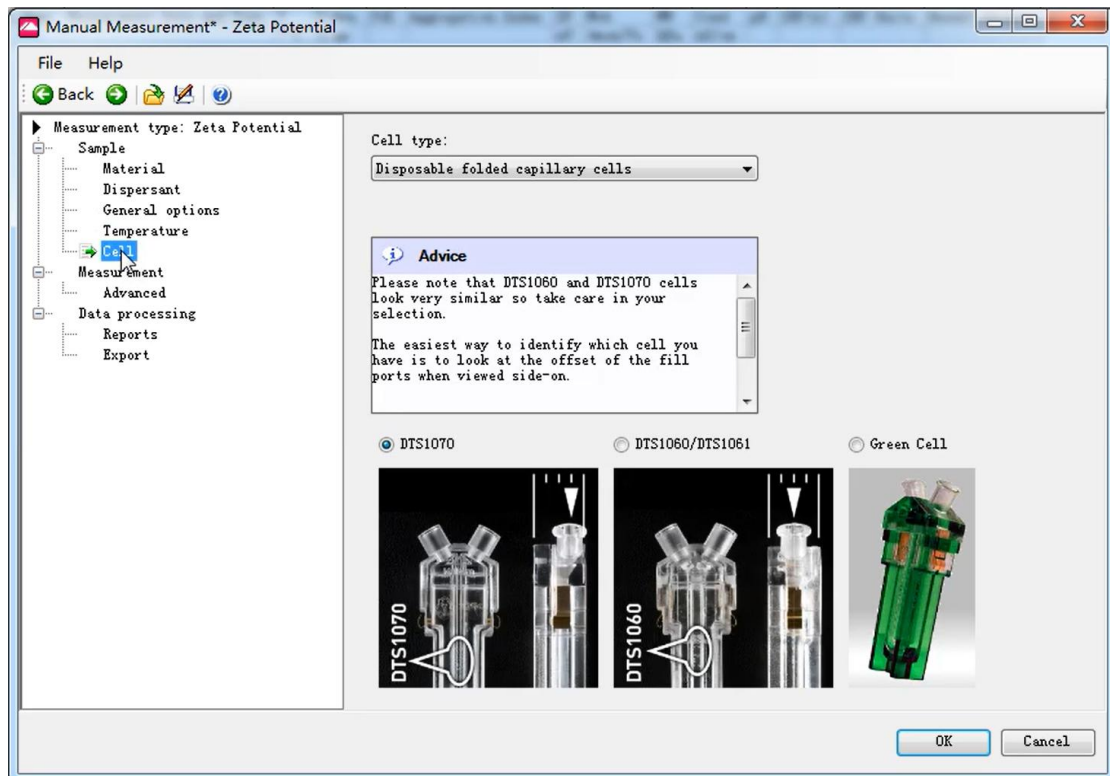 Manual Measurement* - Zeta Potential
File Help
Back
Measurement type: Zeta Potential
Sample
Material
Dispersant
General options
Temperature
Cell
Measurement
Advanced
Data processing
Reports
Export
Cell type:
Disposable folded capillary cells
Advice
Please note that DTS1060 and DTS1070 cells
look very similar so take care in your
selection.
The easiest way to identify which cell you
have is to look at the offset of the fill
ports when viewed side-on.
DTS1070
DTS1060/DTS1061
Green Cell
DTS1070
DTS1060
OK
Cancel